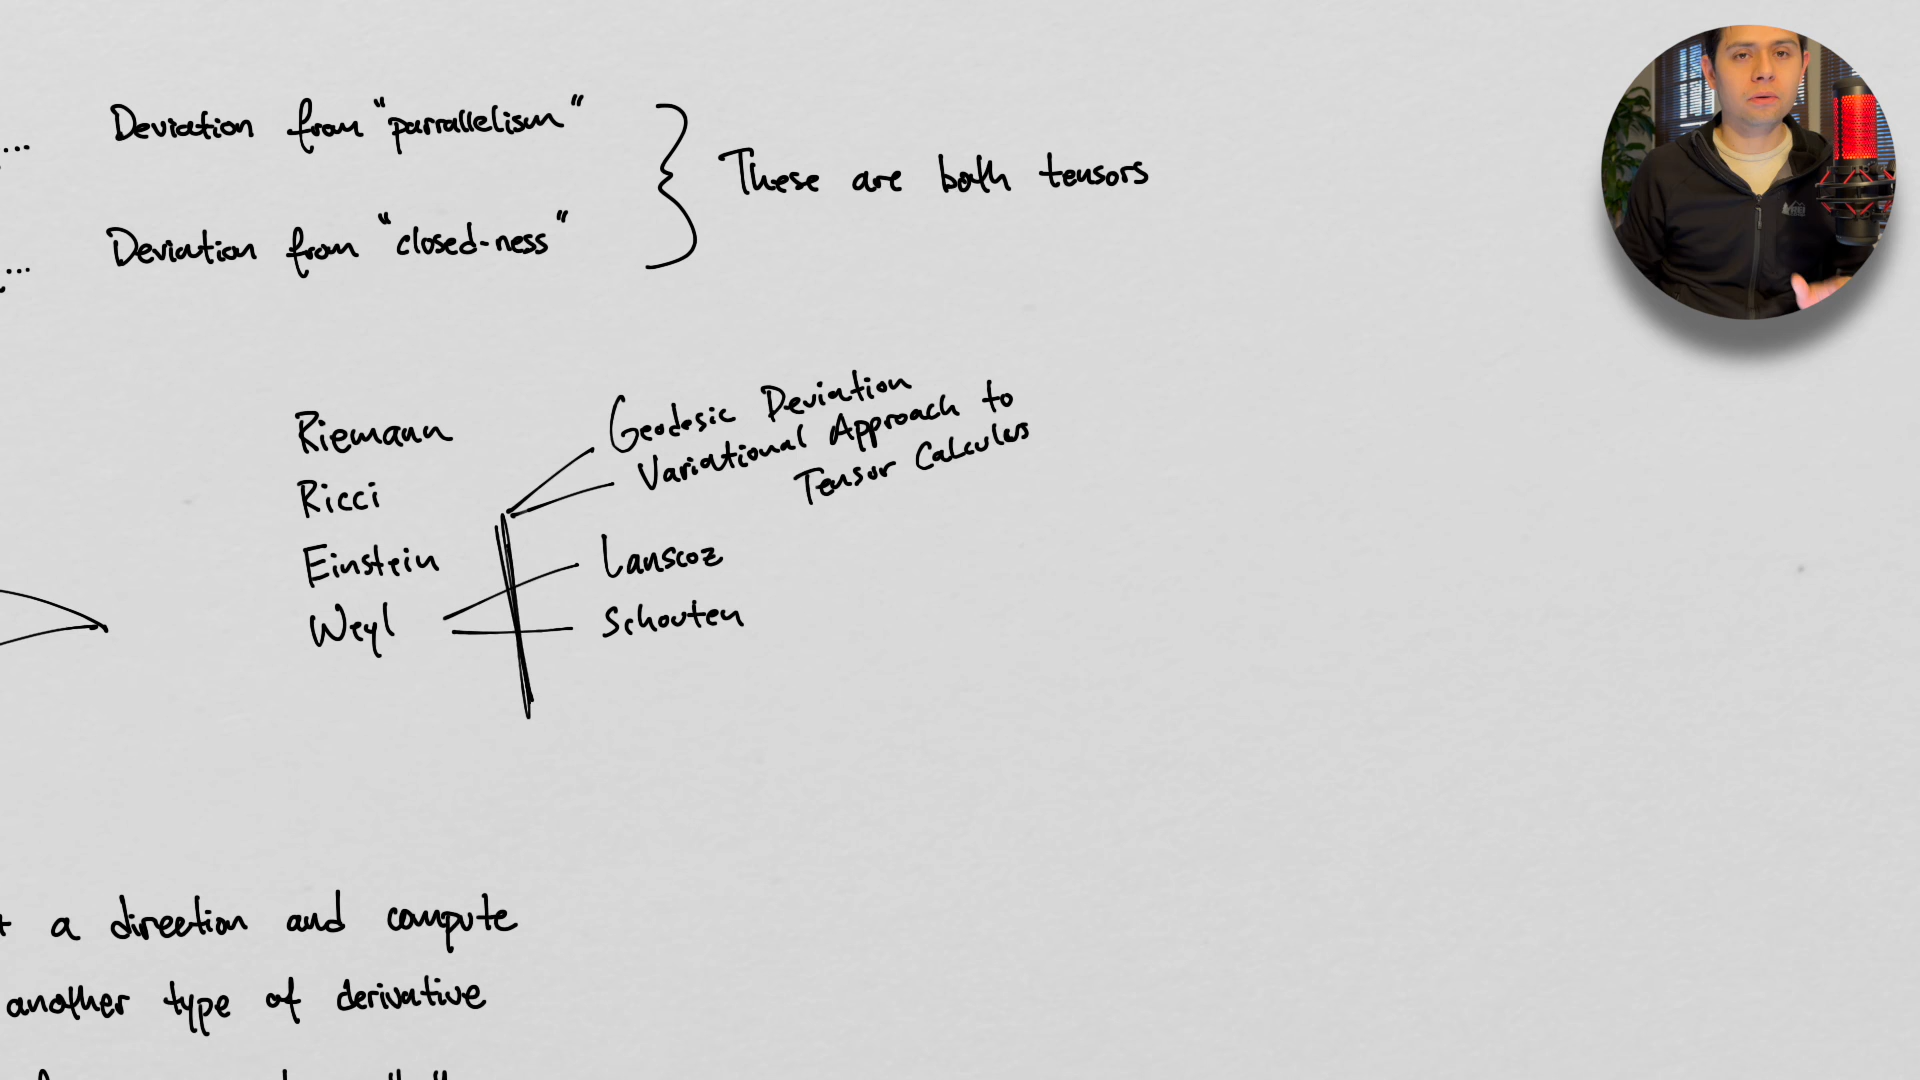 Deviation from "parrallelism"
These are both tensors
Deviation from "closed-ness"
Riemann
Ricci
Einstein
Weyl
Geodesic Deviation
Variational Approach to
Tensor Calculus
Lanscoz
Schouten
a direction and compute
another type of derivative